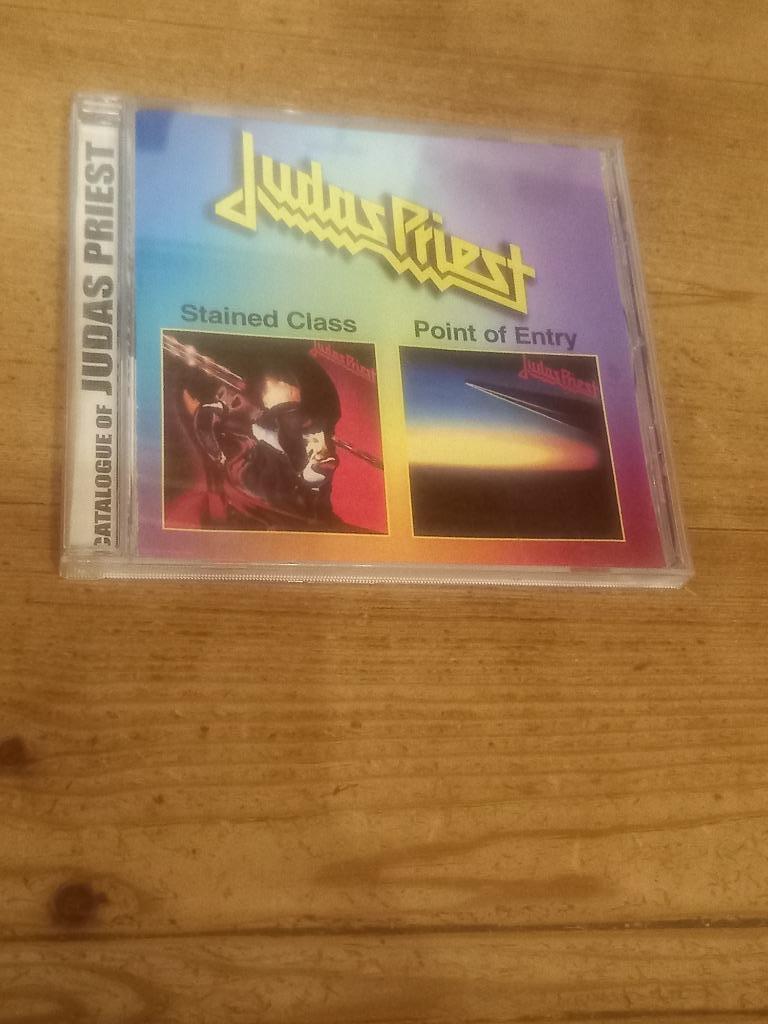 CATALOGUE OF JUDAS PRIEST
Judas Priest
Stained Class
Point of Entry
Judas Priest
Judas Priest